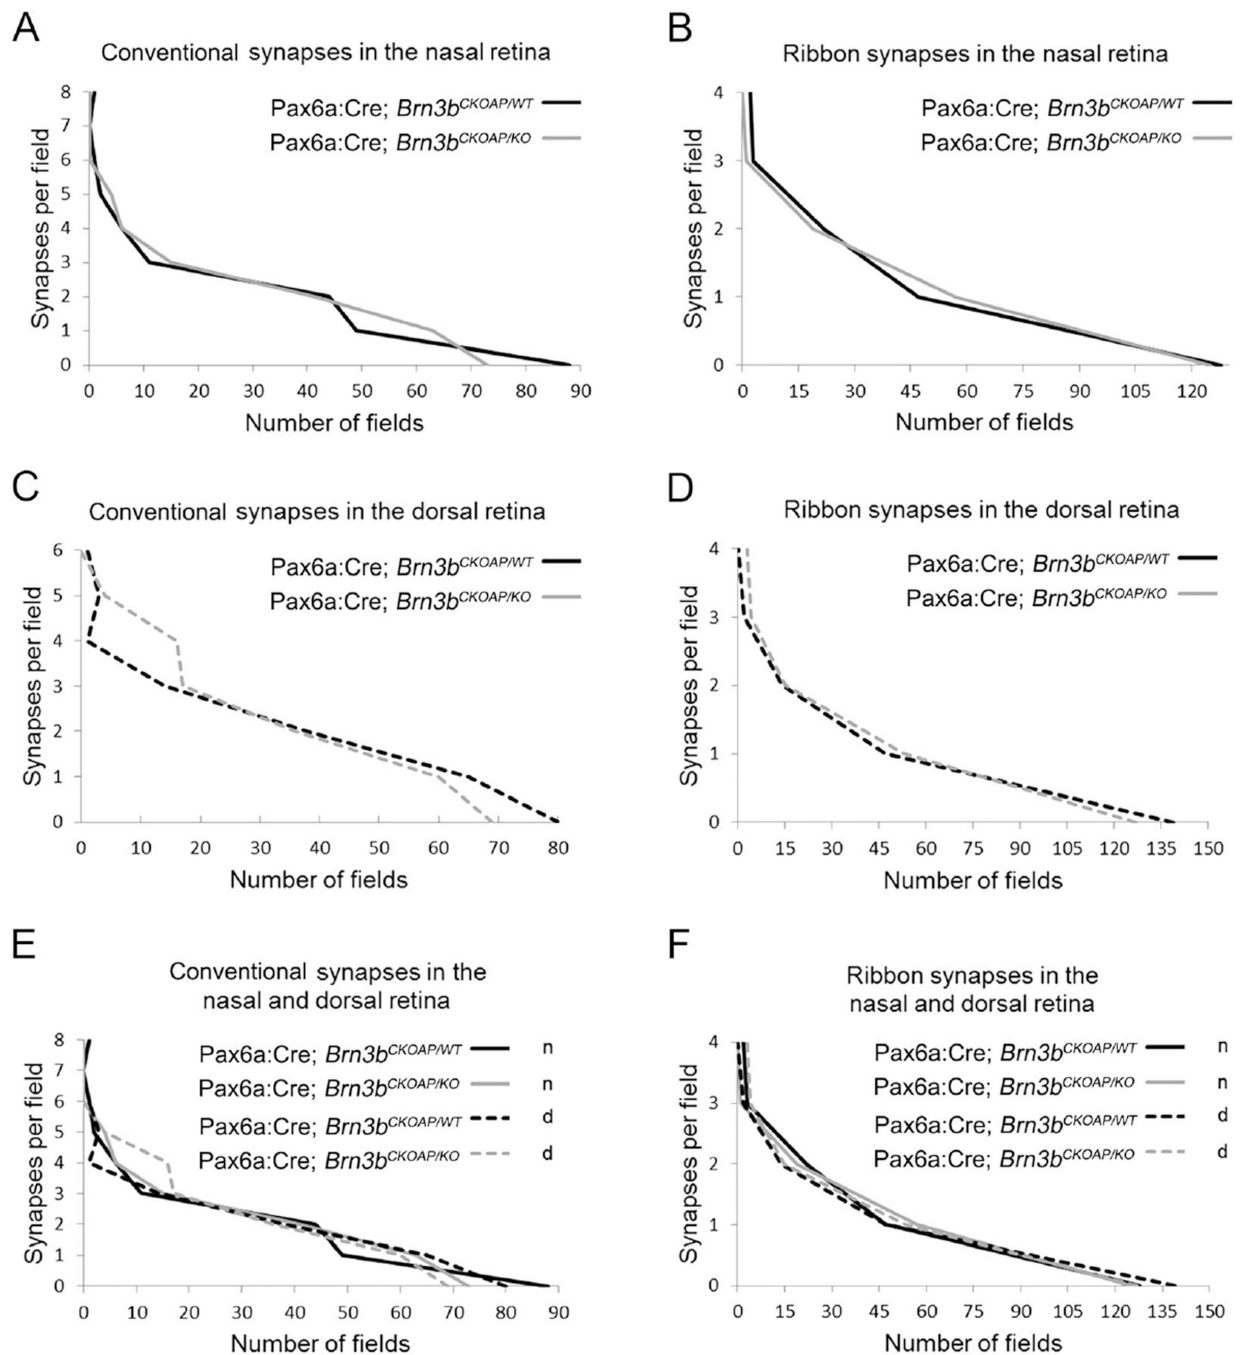 A
Conventional synapses in the nasal retina
Pax6a:Cre; Brn3bCKOAP/WT
Pax6a:Cre; Brn3bCKOAP/KO
Synapses per field
8
7
6
5
4
3
2
1
0
0 10 20 30 40 50 60 70 80 90
Number of fields
B
Ribbon synapses in the nasal retina
Pax6a:Cre; Brn3bCKOAP/WT
Pax6a:Cre; Brn3bCKOAP/KO
Synapses per field
4
3
2
1
0
0 15 30 45 60 75 90 105 120
Number of fields
C
Conventional synapses in the dorsal retina
Pax6a:Cre; Brn3bCKOAP/WT
Pax6a:Cre; Brn3bCKOAP/KO
Synapses per field
6
5
4
3
2
1
0
0 10 20 30 40 50 60 70 80
Number of fields
D
Ribbon synapses in the dorsal retina
Pax6a:Cre; Brn3bCKOAP/WT
Pax6a:Cre; Brn3bCKOAP/KO
Synapses per field
4
3
2
1
0
0 15 30 45 60 75 90 105 120 135 150
Number of fields
E
Conventional synapses in the
nasal and dorsal retina
Pax6a:Cre; Brn3bCKOAP/WT n
Pax6a:Cre; Brn3bCKOAP/KO n
Pax6a:Cre; Brn3bCKOAP/WT d
Pax6a:Cre; Brn3bCKOAP/KO d
Synapses per field
8
7
6
5
4
3
2
1
0
0 10 20 30 40 50 60 70 80 90
Number of fields
F
Ribbon synapses in the
nasal and dorsal retina
Pax6a:Cre; Brn3bCKOAP/WT n
Pax6a:Cre; Brn3bCKOAP/KO n
Pax6a:Cre; Brn3bCKOAP/WT d
Pax6a:Cre; Brn3bCKOAP/KO d
Synapses per field
4
3
2
1
0
0 15 30 45 60 75 90 105 120 135 150
Number of fields